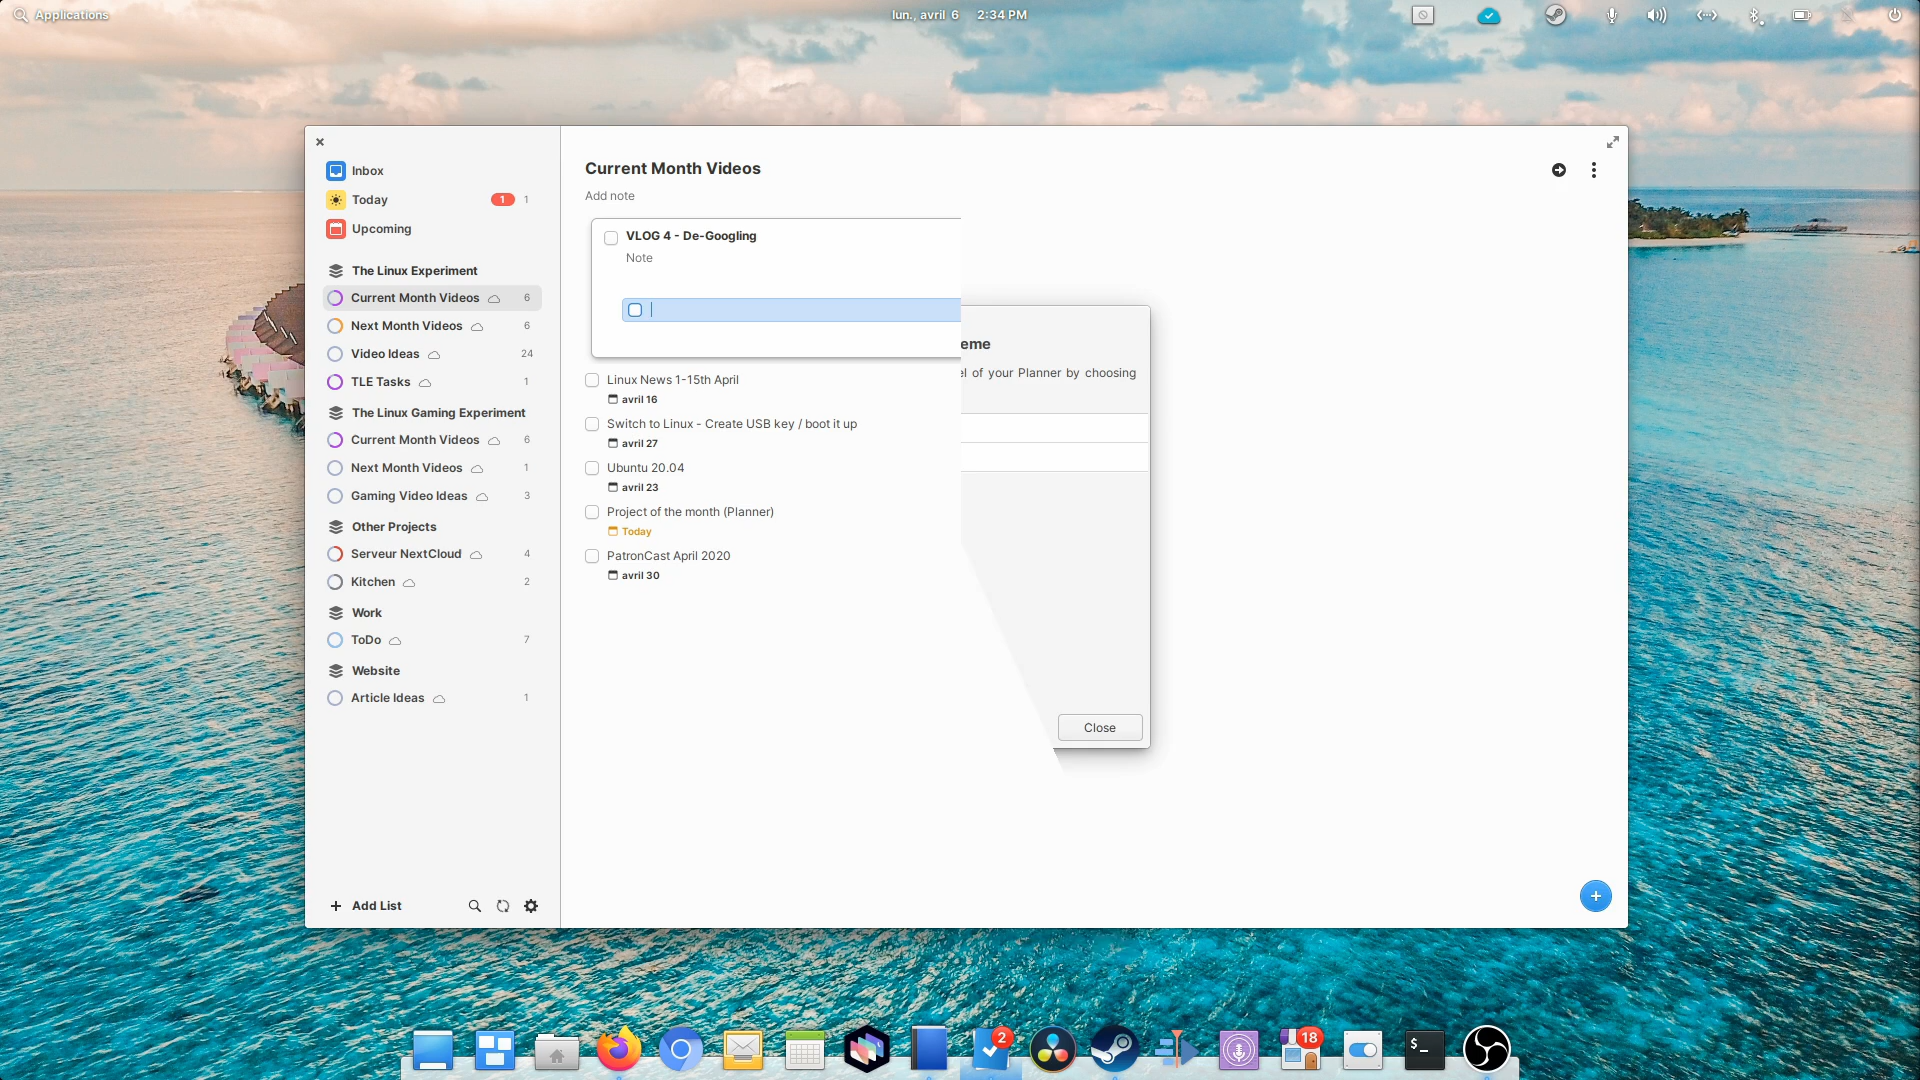 Applications
lun., avril 6 2:34 PM
Inbox
Today 1 1
Upcoming
The Linux Experiment
Current Month Videos 6
Next Month Videos 6
Video Ideas 24
TLE Tasks 1
The Linux Gaming Experiment
Current Month Videos 6
Next Month Videos 1
Gaming Video Ideas 3
Other Projects
Serveur NextCloud 4
Kitchen 2
Work
ToDo 7
Website
Article Ideas 1
Add List
Current Month Videos
Add note
VLOG 4 - De-Googling
Note
Linux News 1-15th April
avril 16
Switch to Linux - Create USB key / boot it up
avril 27
Ubuntu 20.04
avril 23
Project of the month (Planner)
Today
PatronCast April 2020
avril 30
eme
el of your Planner by choosing
Close
2
18
$_